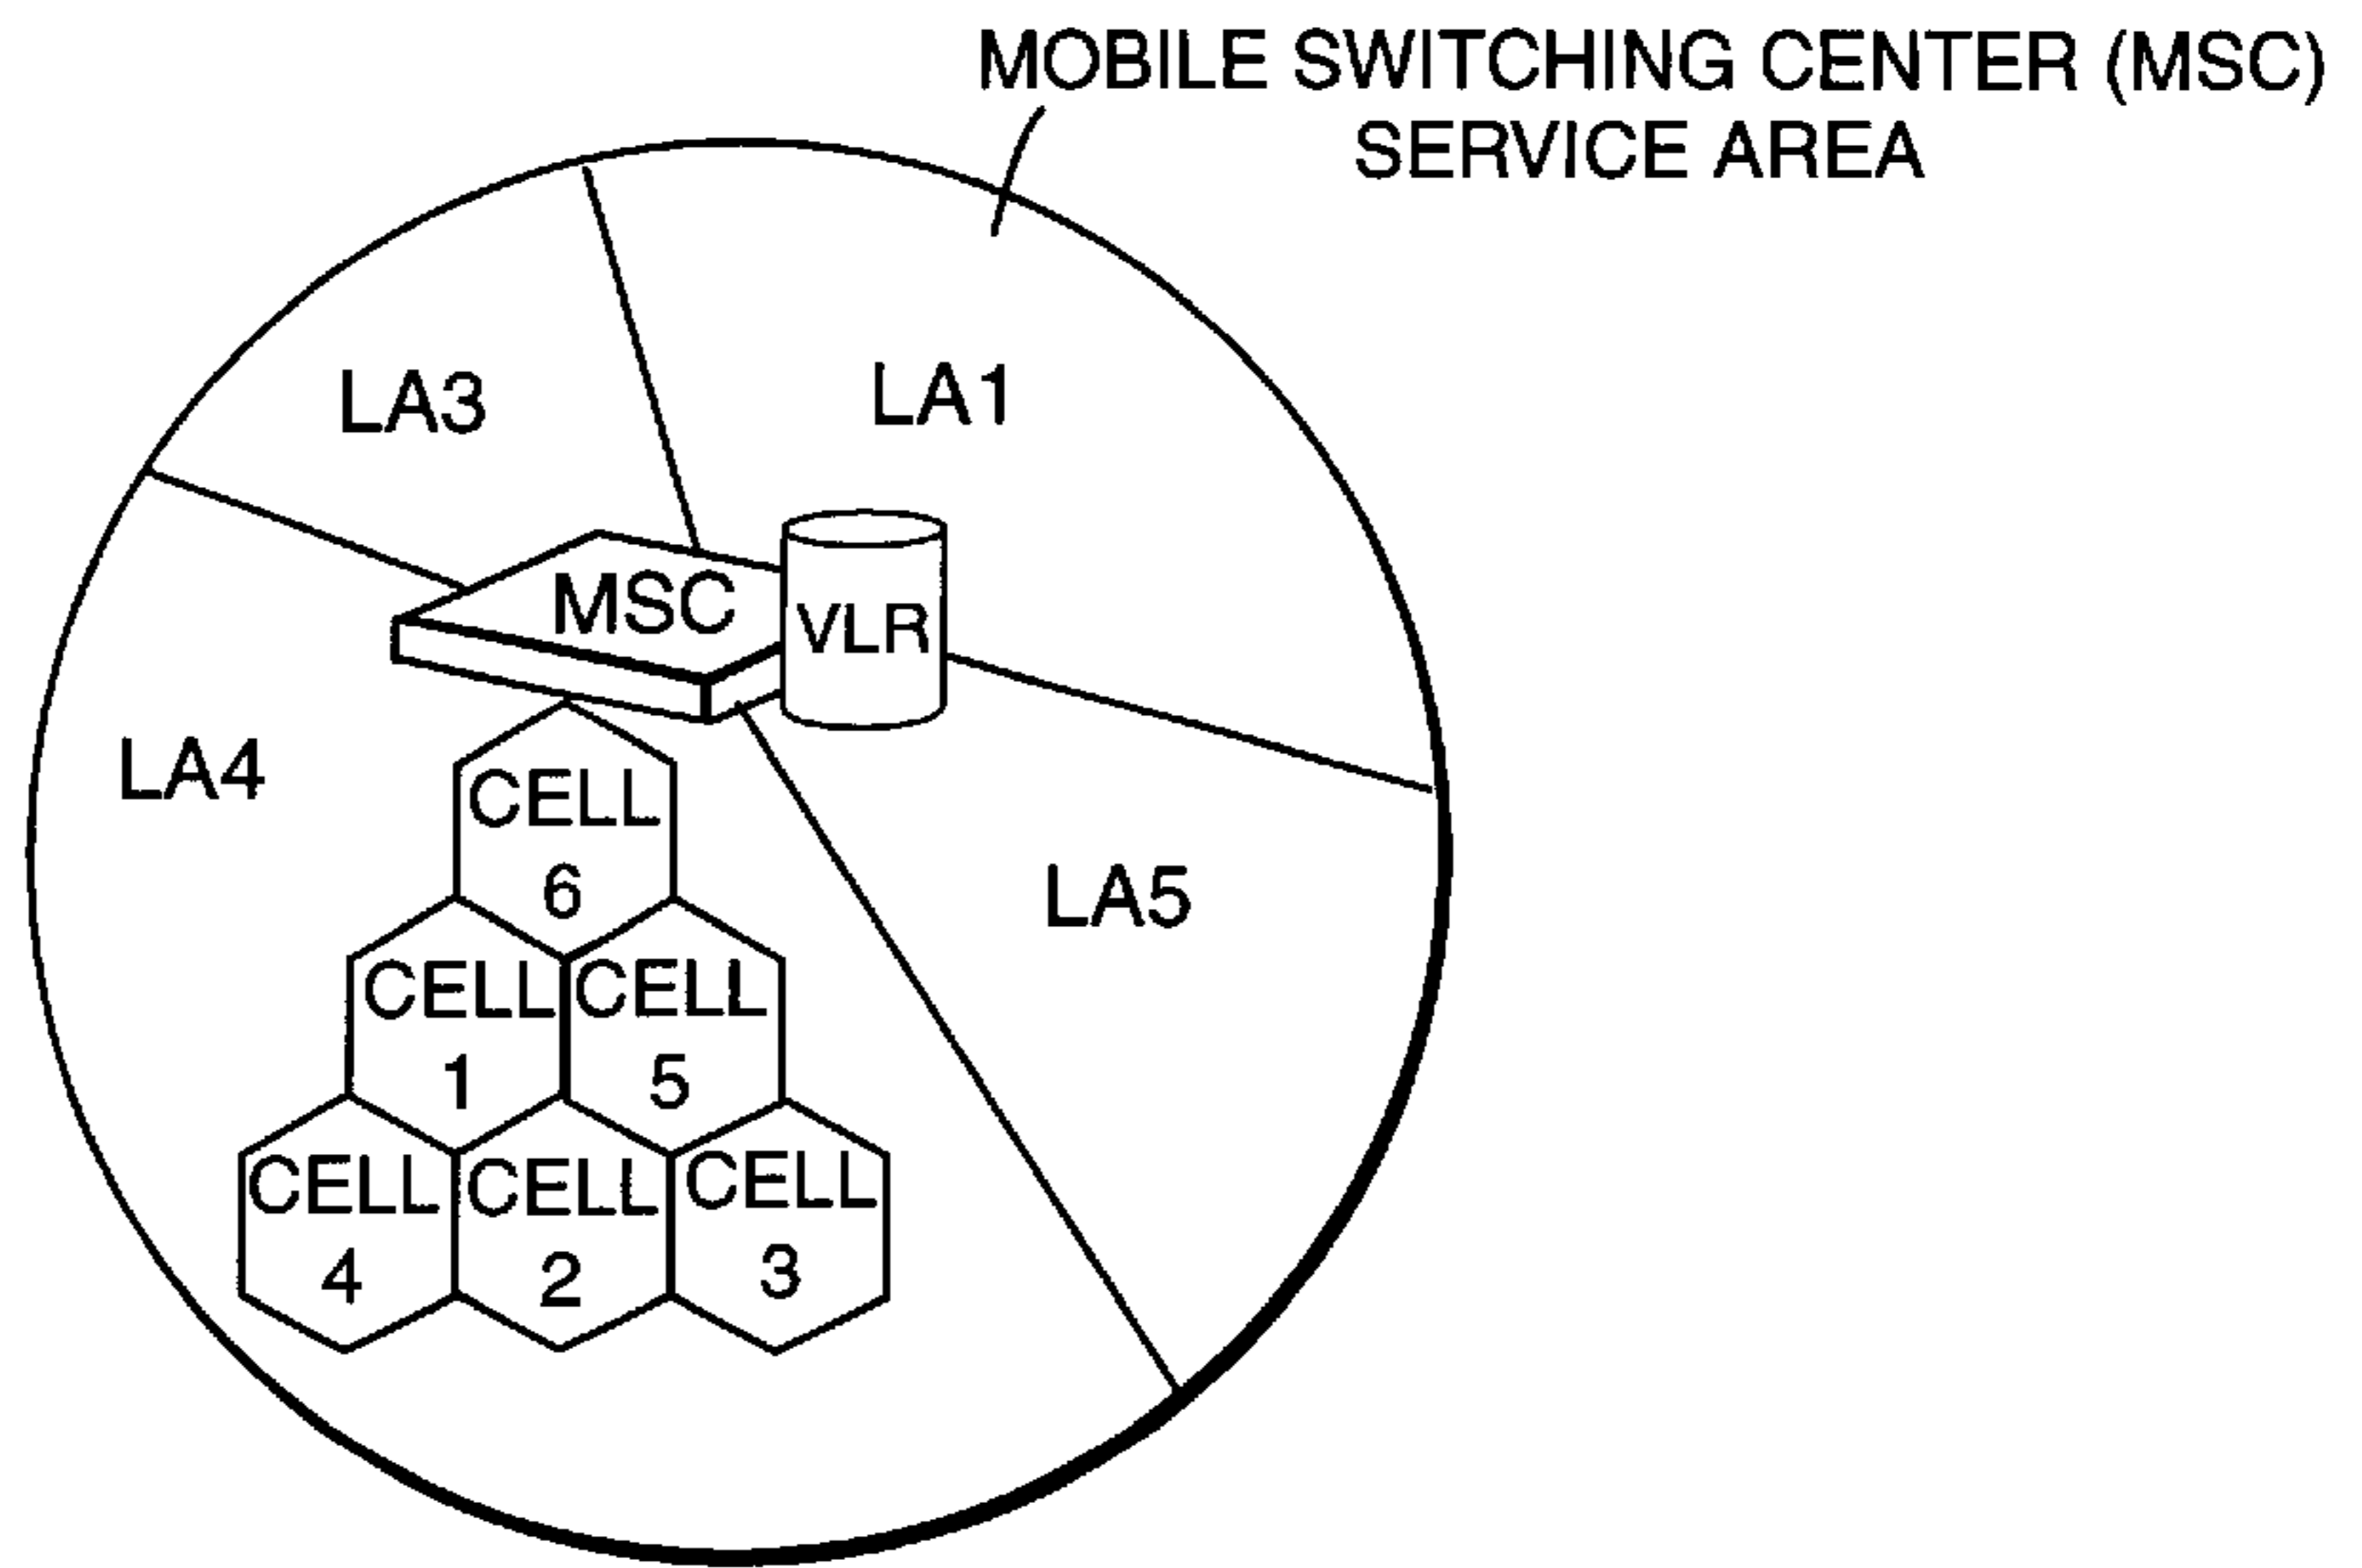 MOBILE SWITCHING CENTER (MSC)
SERVICE AREA
LA3
LA1
MSC
VLR
LA4
LA5
CELL
6
CELL
1
CELL
5
CELL
4
CELL
2
CELL
3